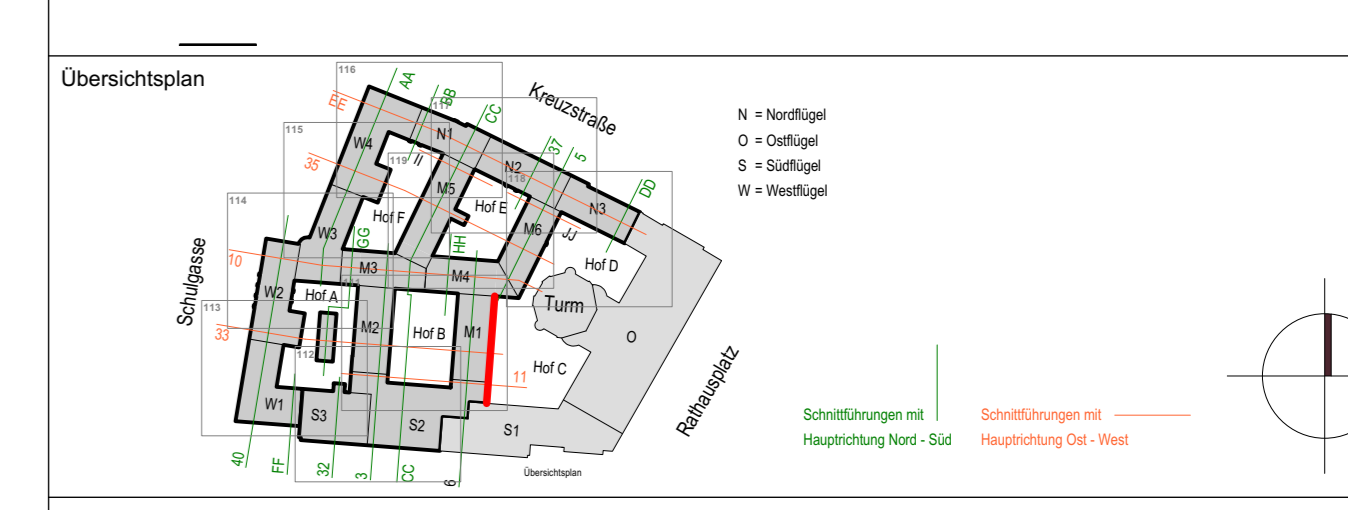 Übersichtsplan
116
AA
EE
BB
117
CC
Kreuzstraße
N = Nordflügel
O = Ostflügel
S = Südflügel
W = Westflügel
115
W4
N1
119
II
35
N2
37
5
118
M5
DD
114
Hof F
Hof E
N3
M6
JJ
Schulgasse
W3
GG
HH
Hof D
10
M3
M4
111
W2
Hof A
Turm
113
33
M2
Hof B
M1
O
112
Hof C
11
Rathausplatz
W1
S3
S2
S1
40
FF
32
3
CC
6
Übersichtsplan
Schnittführungen mit
Hauptrichtung Nord - Süd
Schnittführungen mit
Hauptrichtung Ost - West